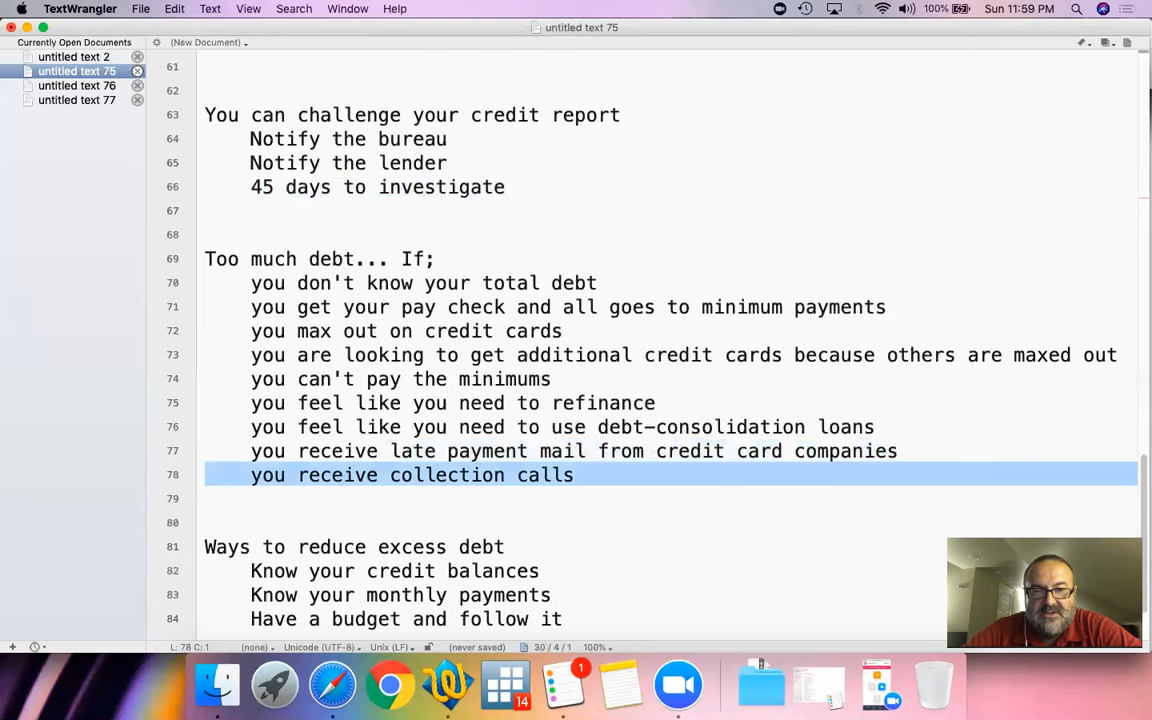 TextWrangler File Edit Text View Search Window Help 100% Sun 11:59 PM
untitled text 75
Currently Open Documents (New Document)
untitled text 2
untitled text 75
untitled text 76
untitled text 77
61
62
63 You can challenge your credit report
64 Notify the bureau
65 Notify the lender
66 45 days to investigate
67
68
69 Too much debt... If;
70 you don't know your total debt
71 you get your pay check and all goes to minimum payments
72 you max out on credit cards
73 you are looking to get additional credit cards because others are maxed out
74 you can't pay the minimums
75 you feel like you need to refinance
76 you feel like you need to use debt-consolidation loans
77 you receive late payment mail from credit card companies
78 you receive collection calls
79
80
81 Ways to reduce excess debt
82 Know your credit balances
83 Know your monthly payments
84 Have a budget and follow it
L: 78 C: 1 (none) Unicode (UTF-8) Unix (LF) (never saved) 30 / 4 / 1 100%
14
1